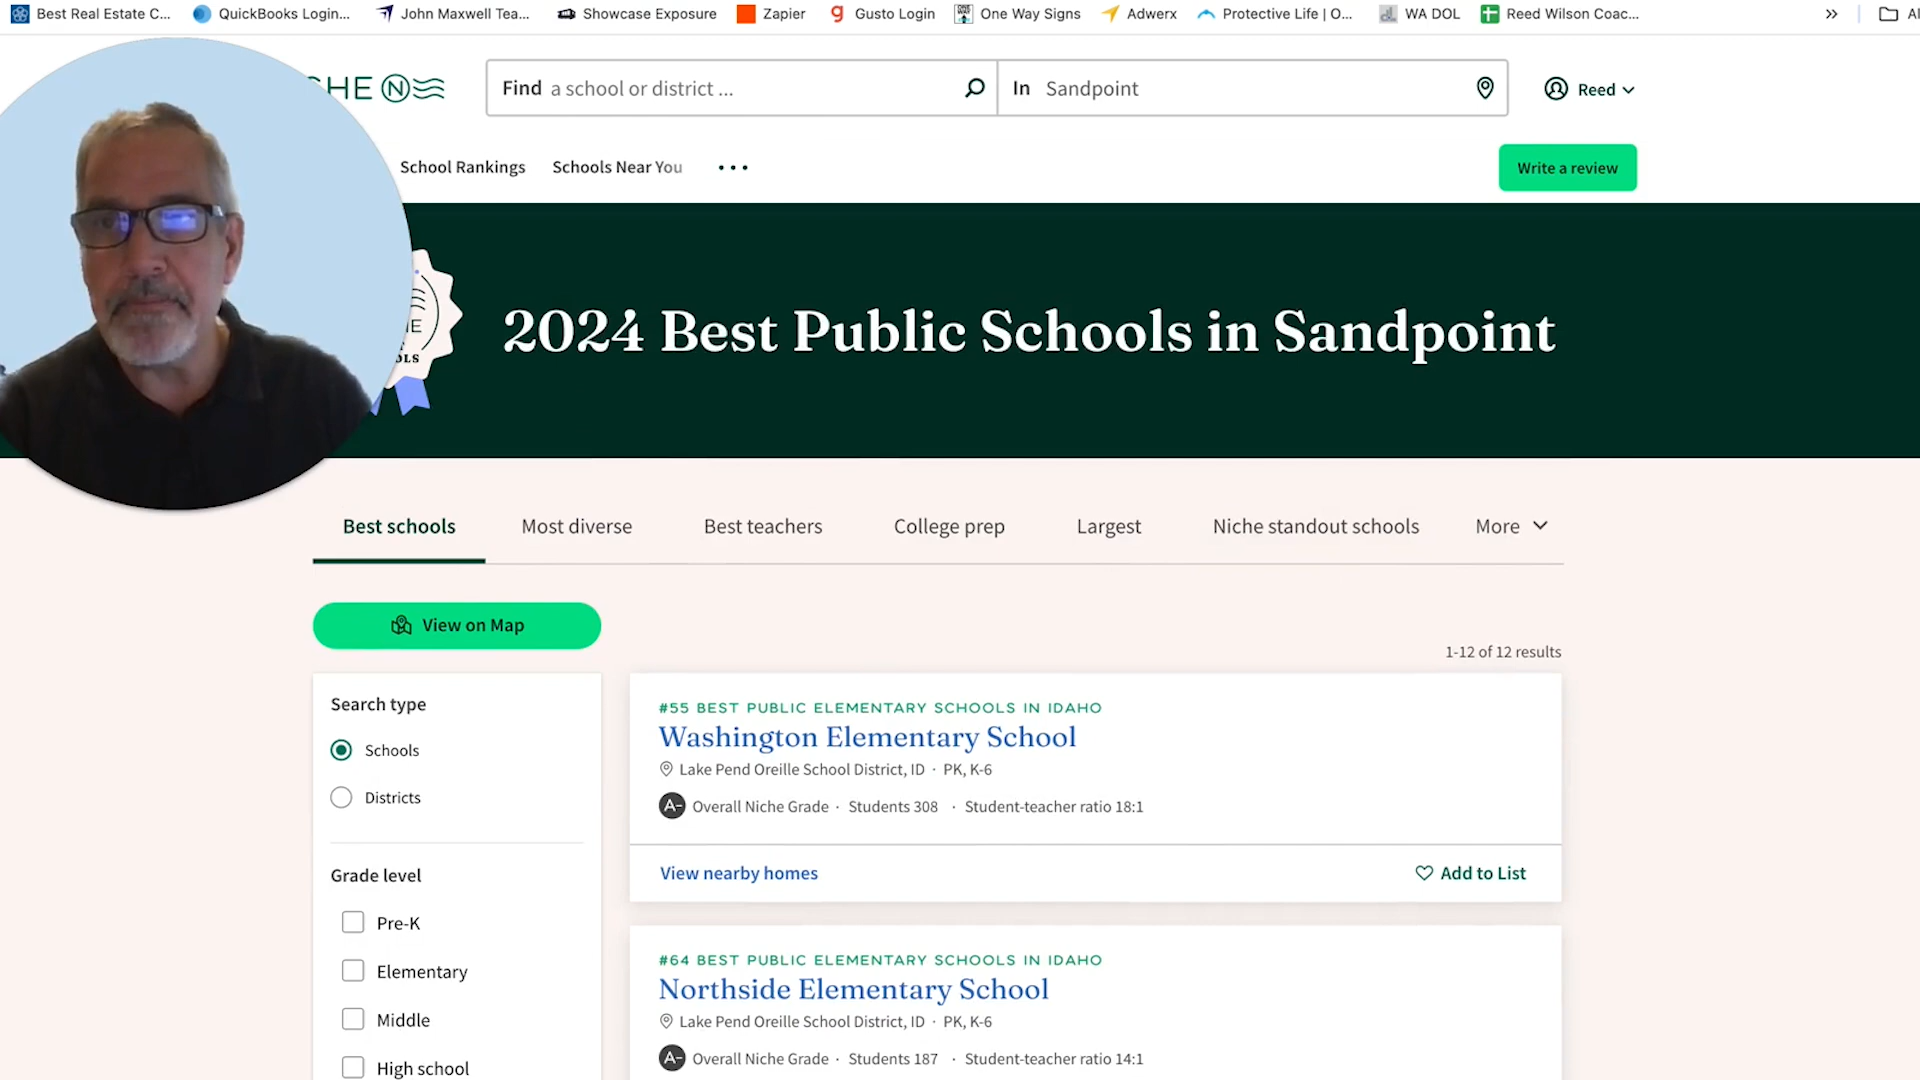 Best Real Estate C... QuickBooks Login... John Maxwell Tea... Showcase Exposure Zapier Gusto Login One Way Signs Adwerx Protective Life | O... WA DOL Reed Wilson Coac... »
HE N
Find a school or district ... In Sandpoint Reed
School Rankings Schools Near You ••• Write a review
2024 Best Public Schools in Sandpoint
Best schools Most diverse Best teachers College prep Largest Niche standout schools More
View on Map
1-12 of 12 results
Search type
Schools
Districts
Grade level
Pre-K
Elementary
Middle
High school
#55 BEST PUBLIC ELEMENTARY SCHOOLS IN IDAHO
Washington Elementary School
Lake Pend Oreille School District, ID · PK, K-6
A- Overall Niche Grade · Students 308 · Student-teacher ratio 18:1
View nearby homes Add to List
#64 BEST PUBLIC ELEMENTARY SCHOOLS IN IDAHO
Northside Elementary School
Lake Pend Oreille School District, ID · PK, K-6
A- Overall Niche Grade · Students 187 · Student-teacher ratio 14:1